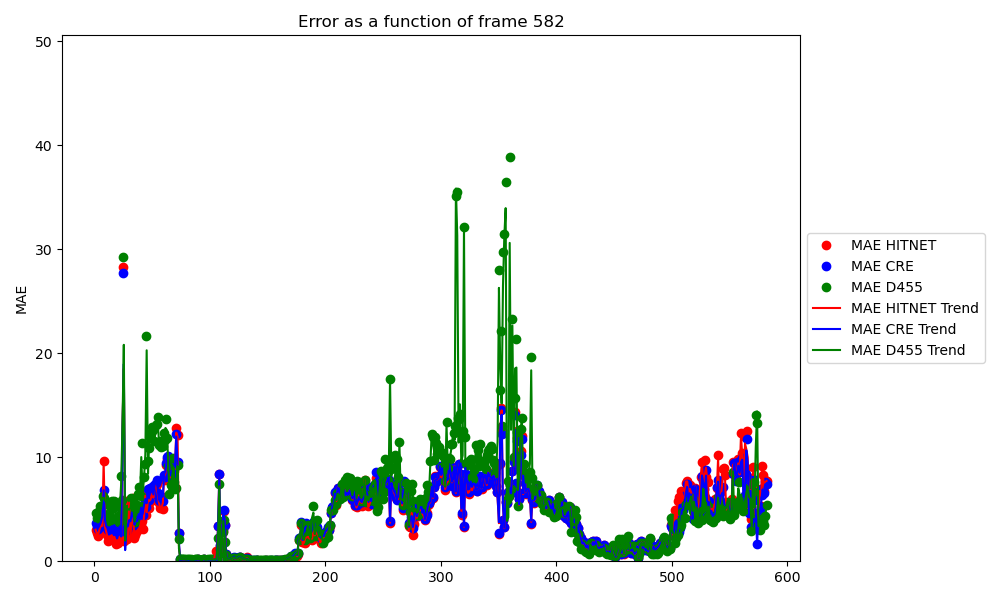 Error as a function of frame 582
MAE
50
40
30
20
10
0
0 100 200 300 400 500 600
MAE HITNET
MAE CRE
MAE D455
MAE HITNET Trend
MAE CRE Trend
MAE D455 Trend